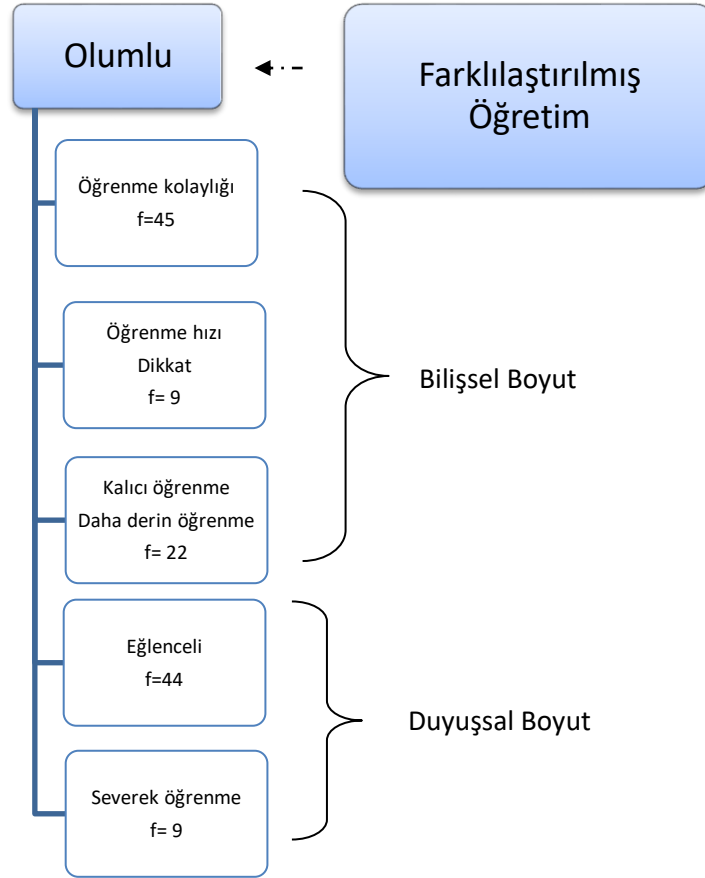 Olumlu
Farklılaştırılmış
Öğretim
Öğrenme kolaylığı
f=45
Öğrenme hızı
Dikkat
f= 9
Bilişsel Boyut
Kalıcı öğrenme
Daha derin öğrenme
f= 22
Eğlenceli
f=44
Duyuşsal Boyut
Severek öğrenme
f= 9